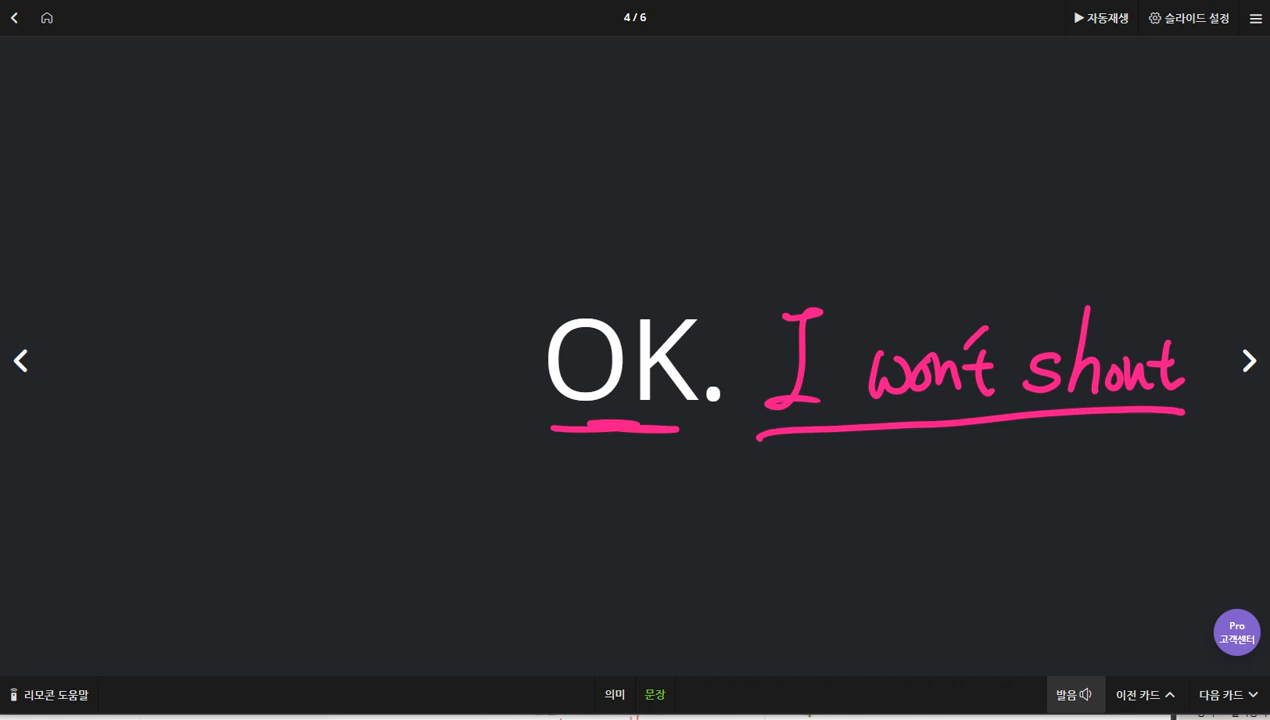 4 / 6
자동재생
슬라이드 설정
OK. I won't shout
Pro
고객센터
리모콘 도움말
의미
문장
발음
이전 카드
다음 카드